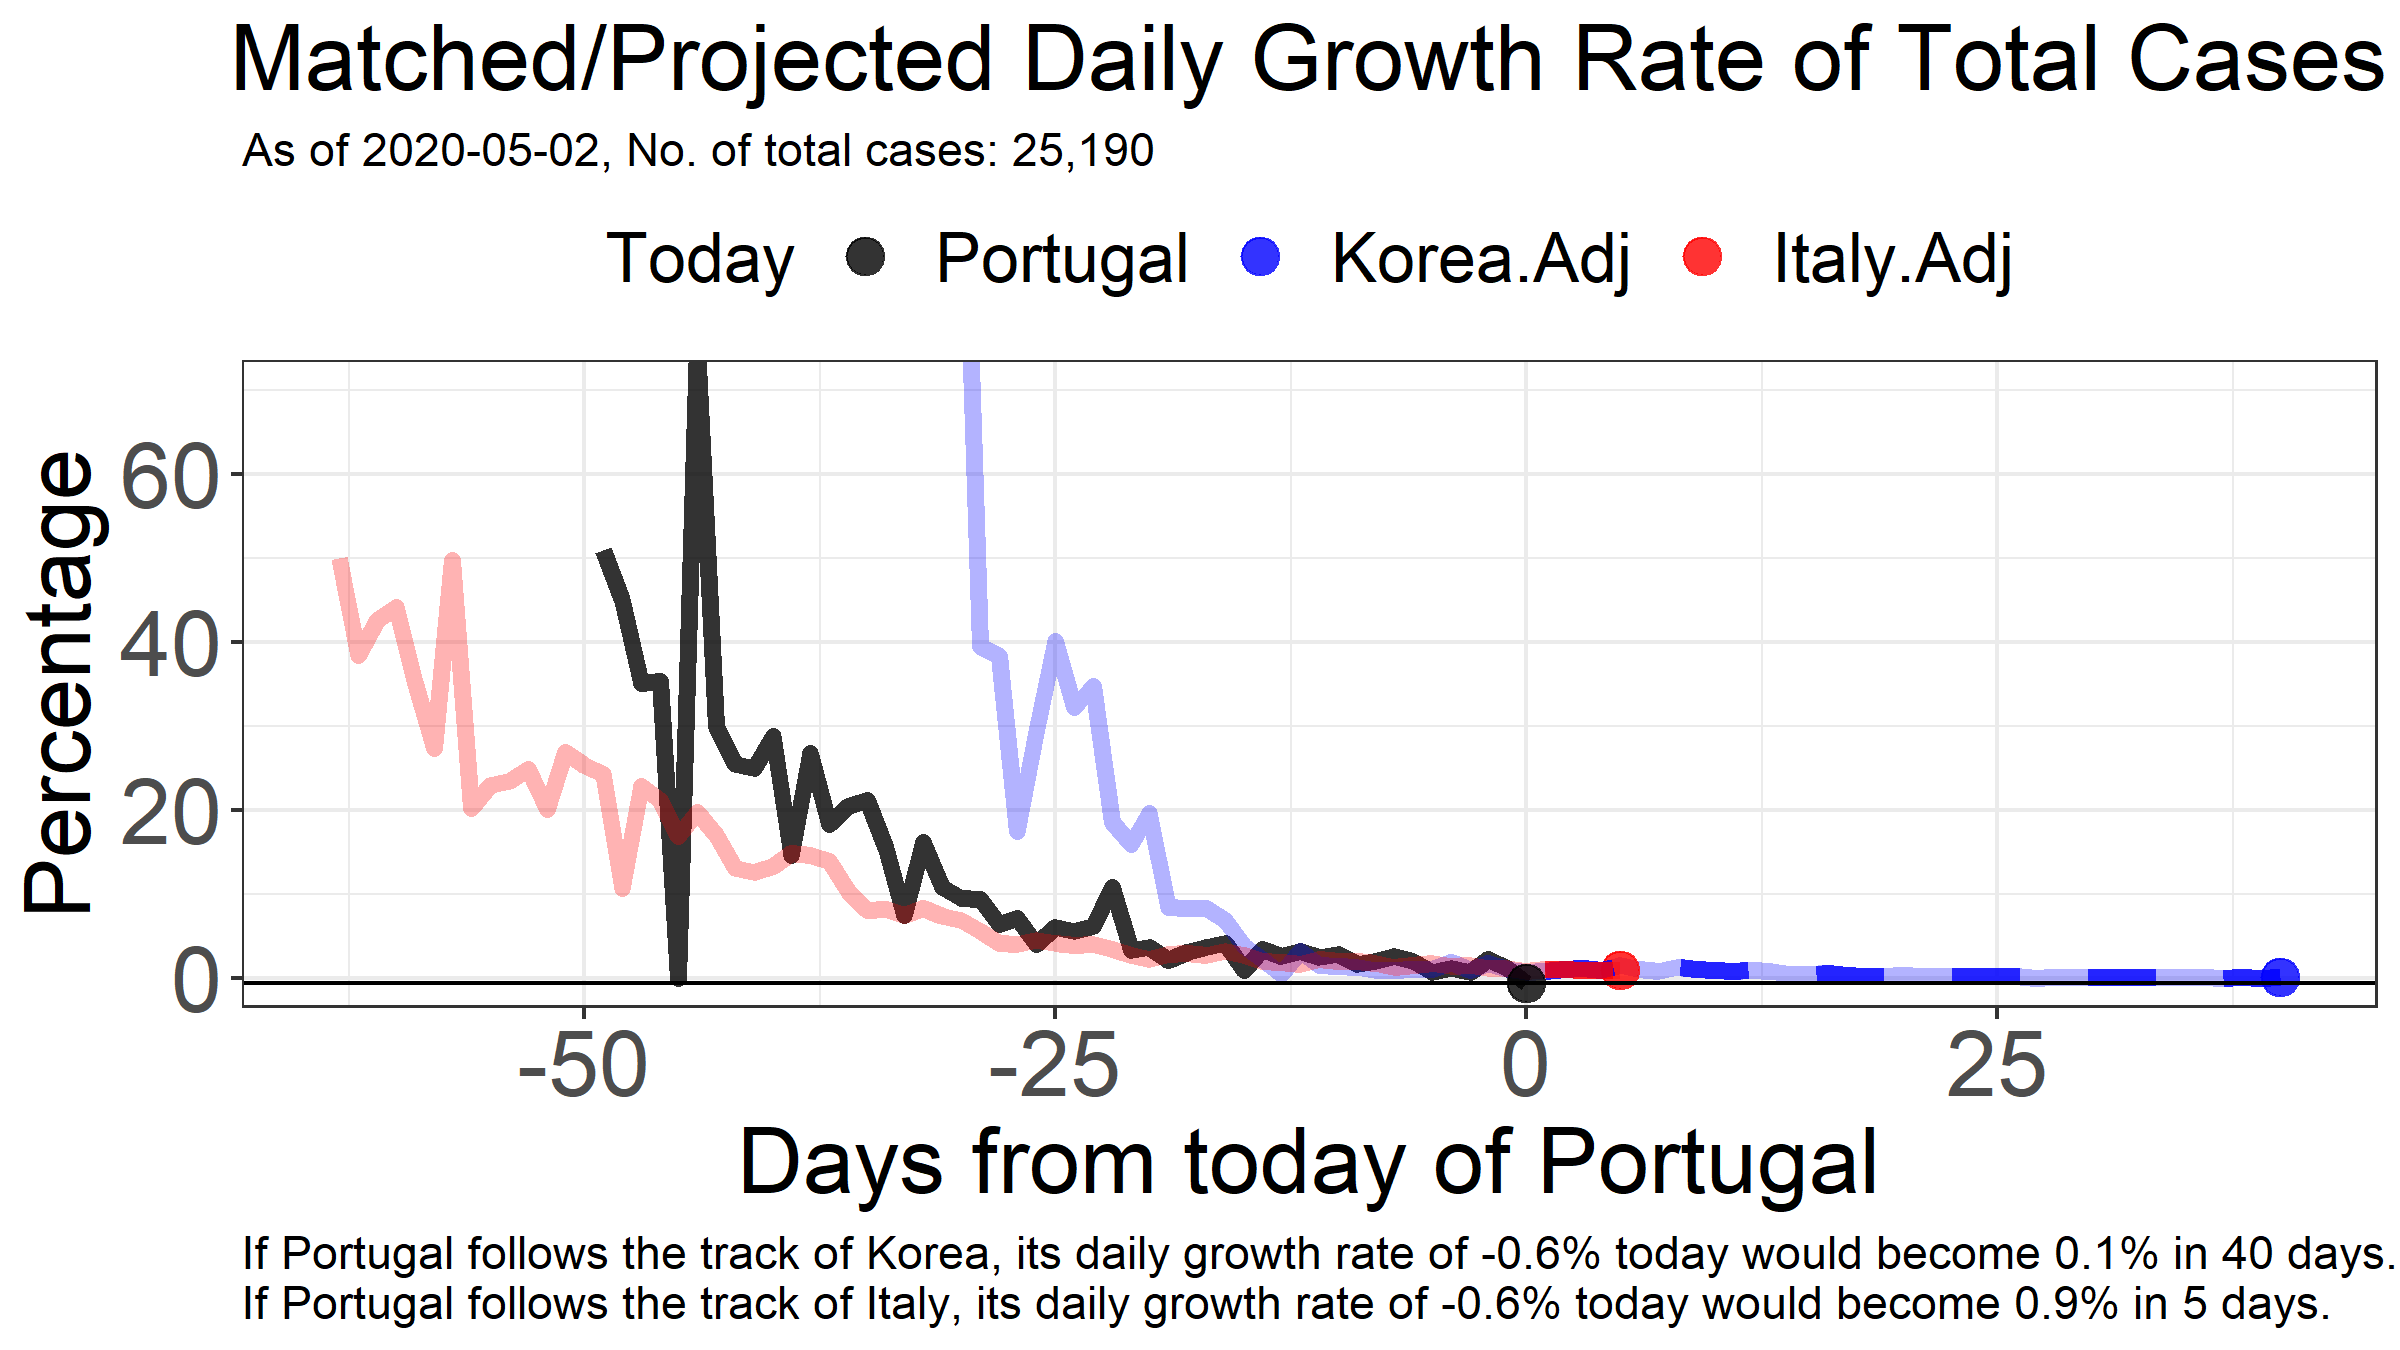 Matched/Projected Daily Growth Rate of Total Cases
As of 2020-05-02, No. of total cases: 25,190
Today Portugal Korea.Adj Italy.Adj
Percentage
60
40
20
0
-50 -25 0 25
Days from today of Portugal
If Portugal follows the track of Korea, its daily growth rate of -0.6% today would become 0.1% in 40 days.
If Portugal follows the track of Italy, its daily growth rate of -0.6% today would become 0.9% in 5 days.